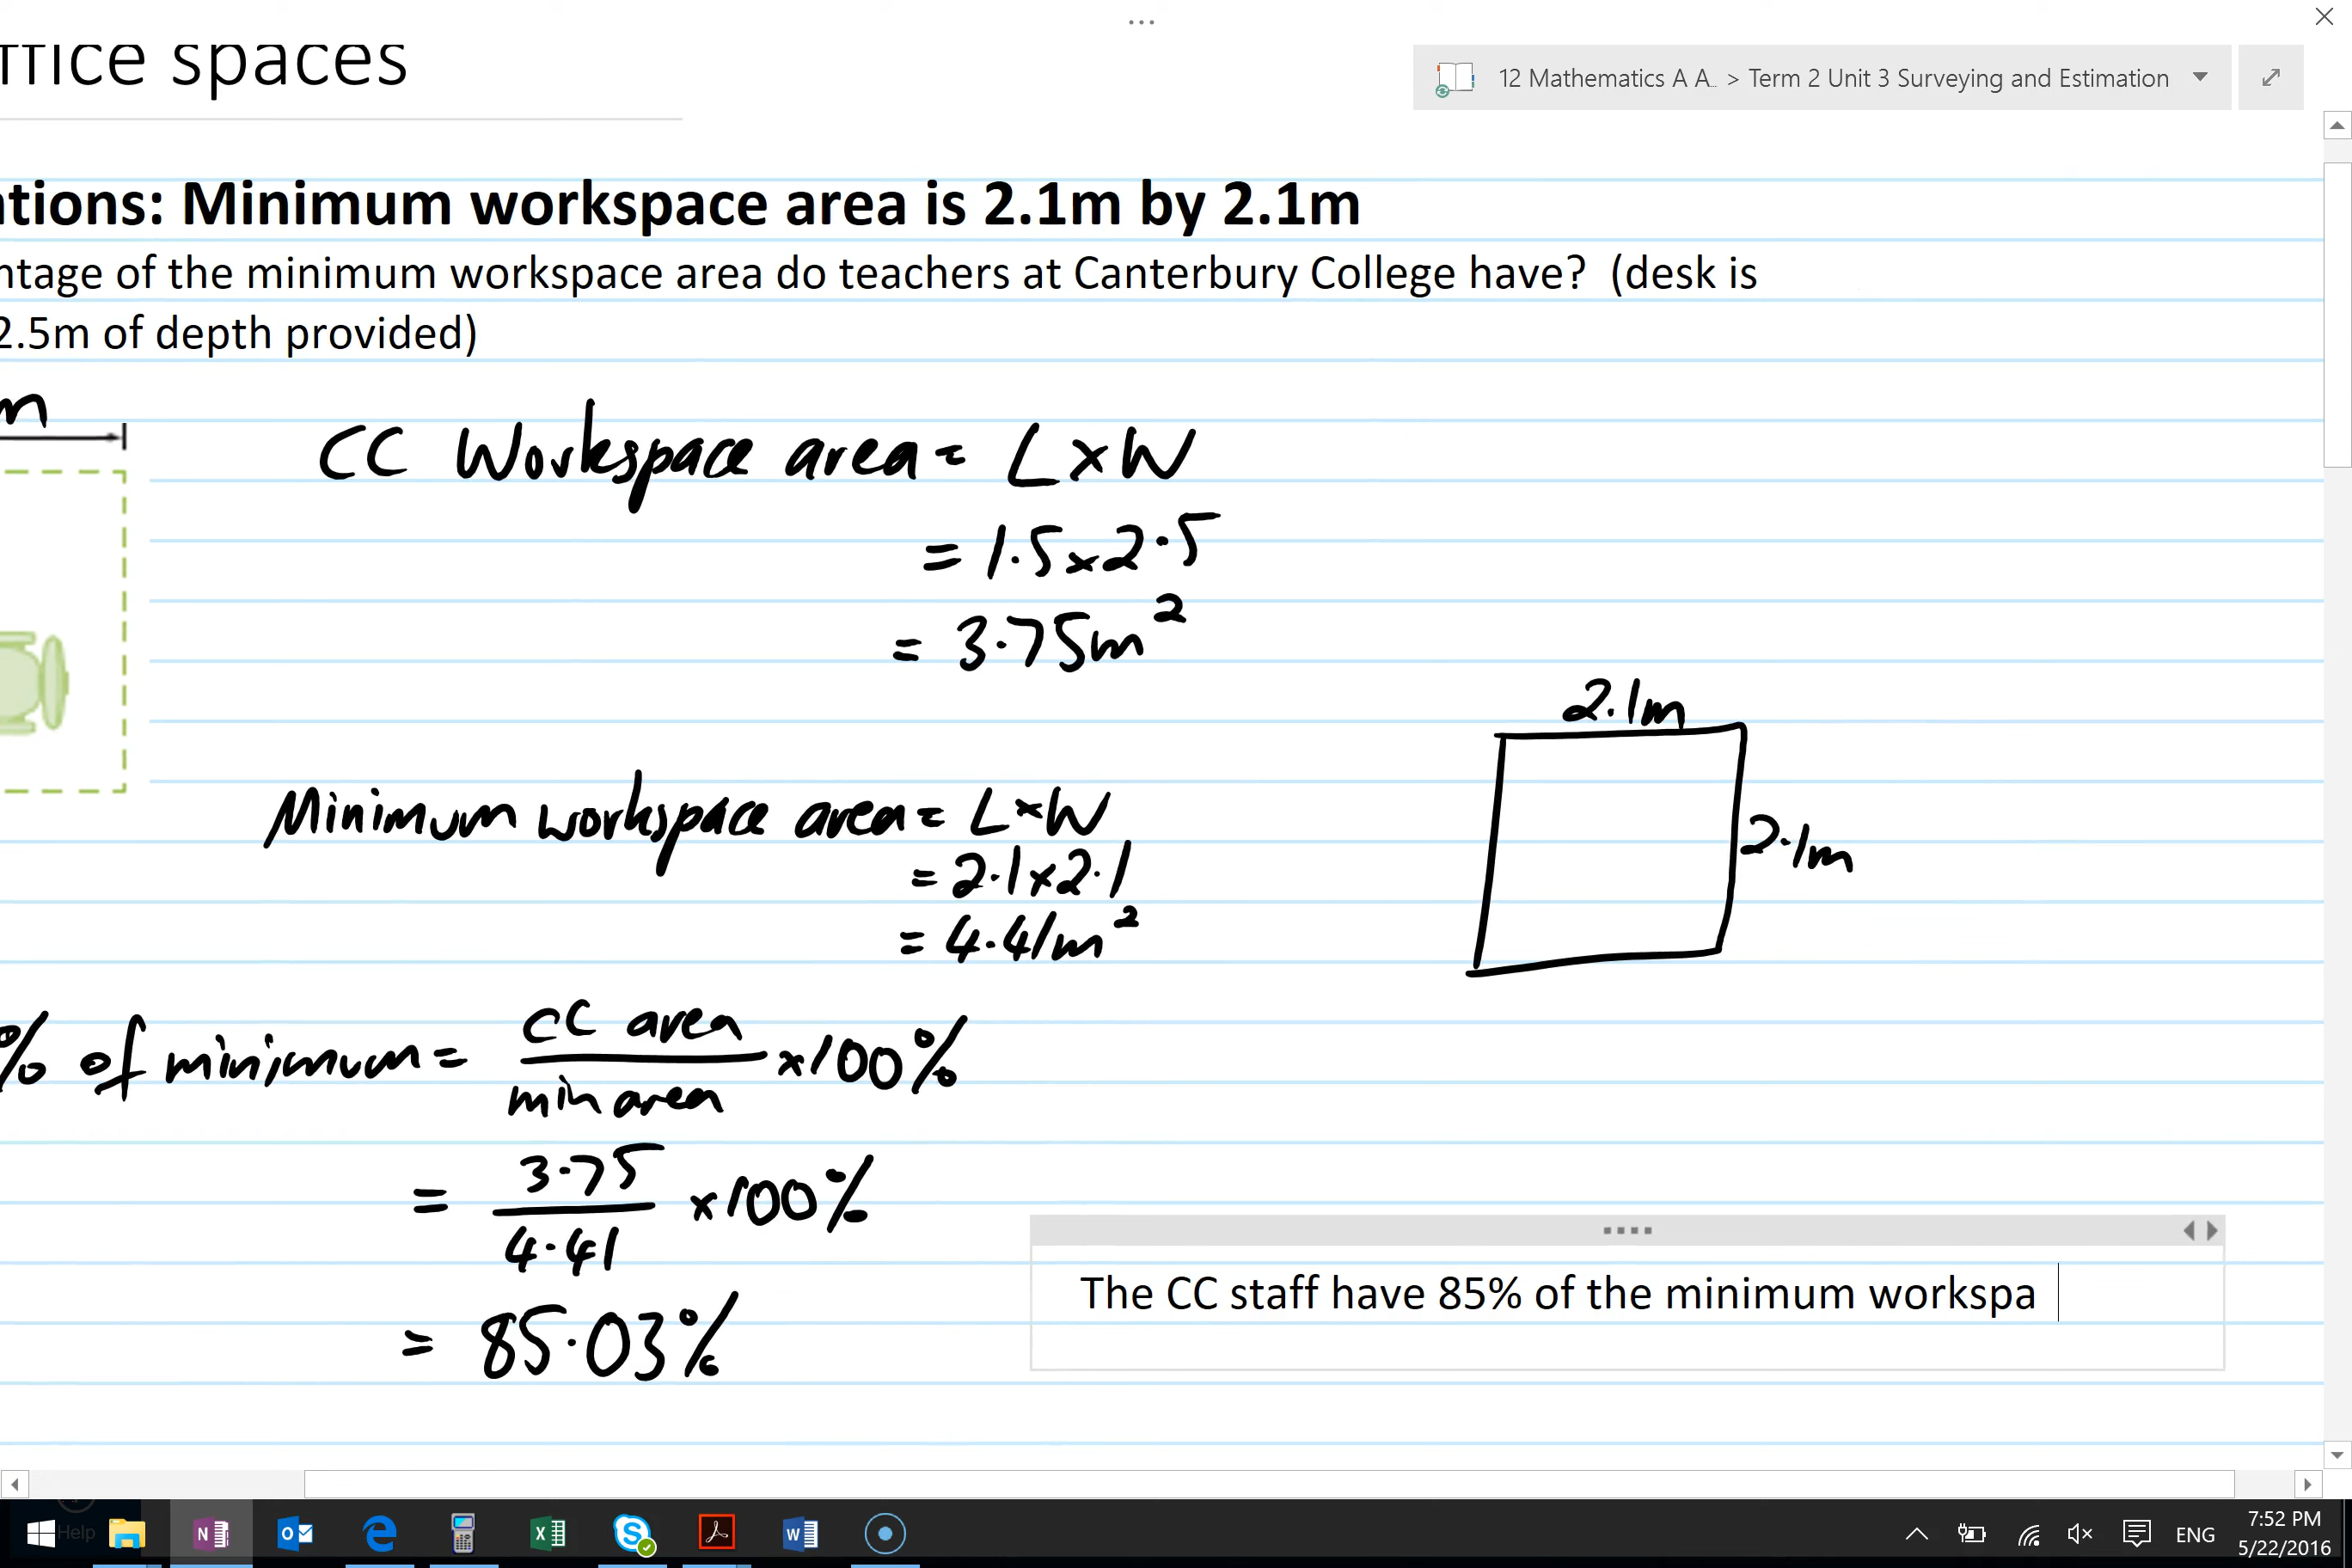 ffice spaces
12 Mathematics A A... > Term 2 Unit 3 Surveying and Estimation
tions: Minimum workspace area is 2.1m by 2.1m
ntage of the minimum workspace area do teachers at Canterbury College have? (desk is
2.5m of depth provided)
m
CC Workspace area = L×W
= 1.5×2.5
= 3.75m²
2.1m
2.1m
Minimum workspace area = L×W
= 2.1×2.1
= 4.41m²
% of minimum = CC area / min area ×100%
= 3.75 / 4.41 ×100%
= 85.03%
The CC staff have 85% of the minimum workspa
Help
ENG
7:52 PM
5/22/2016